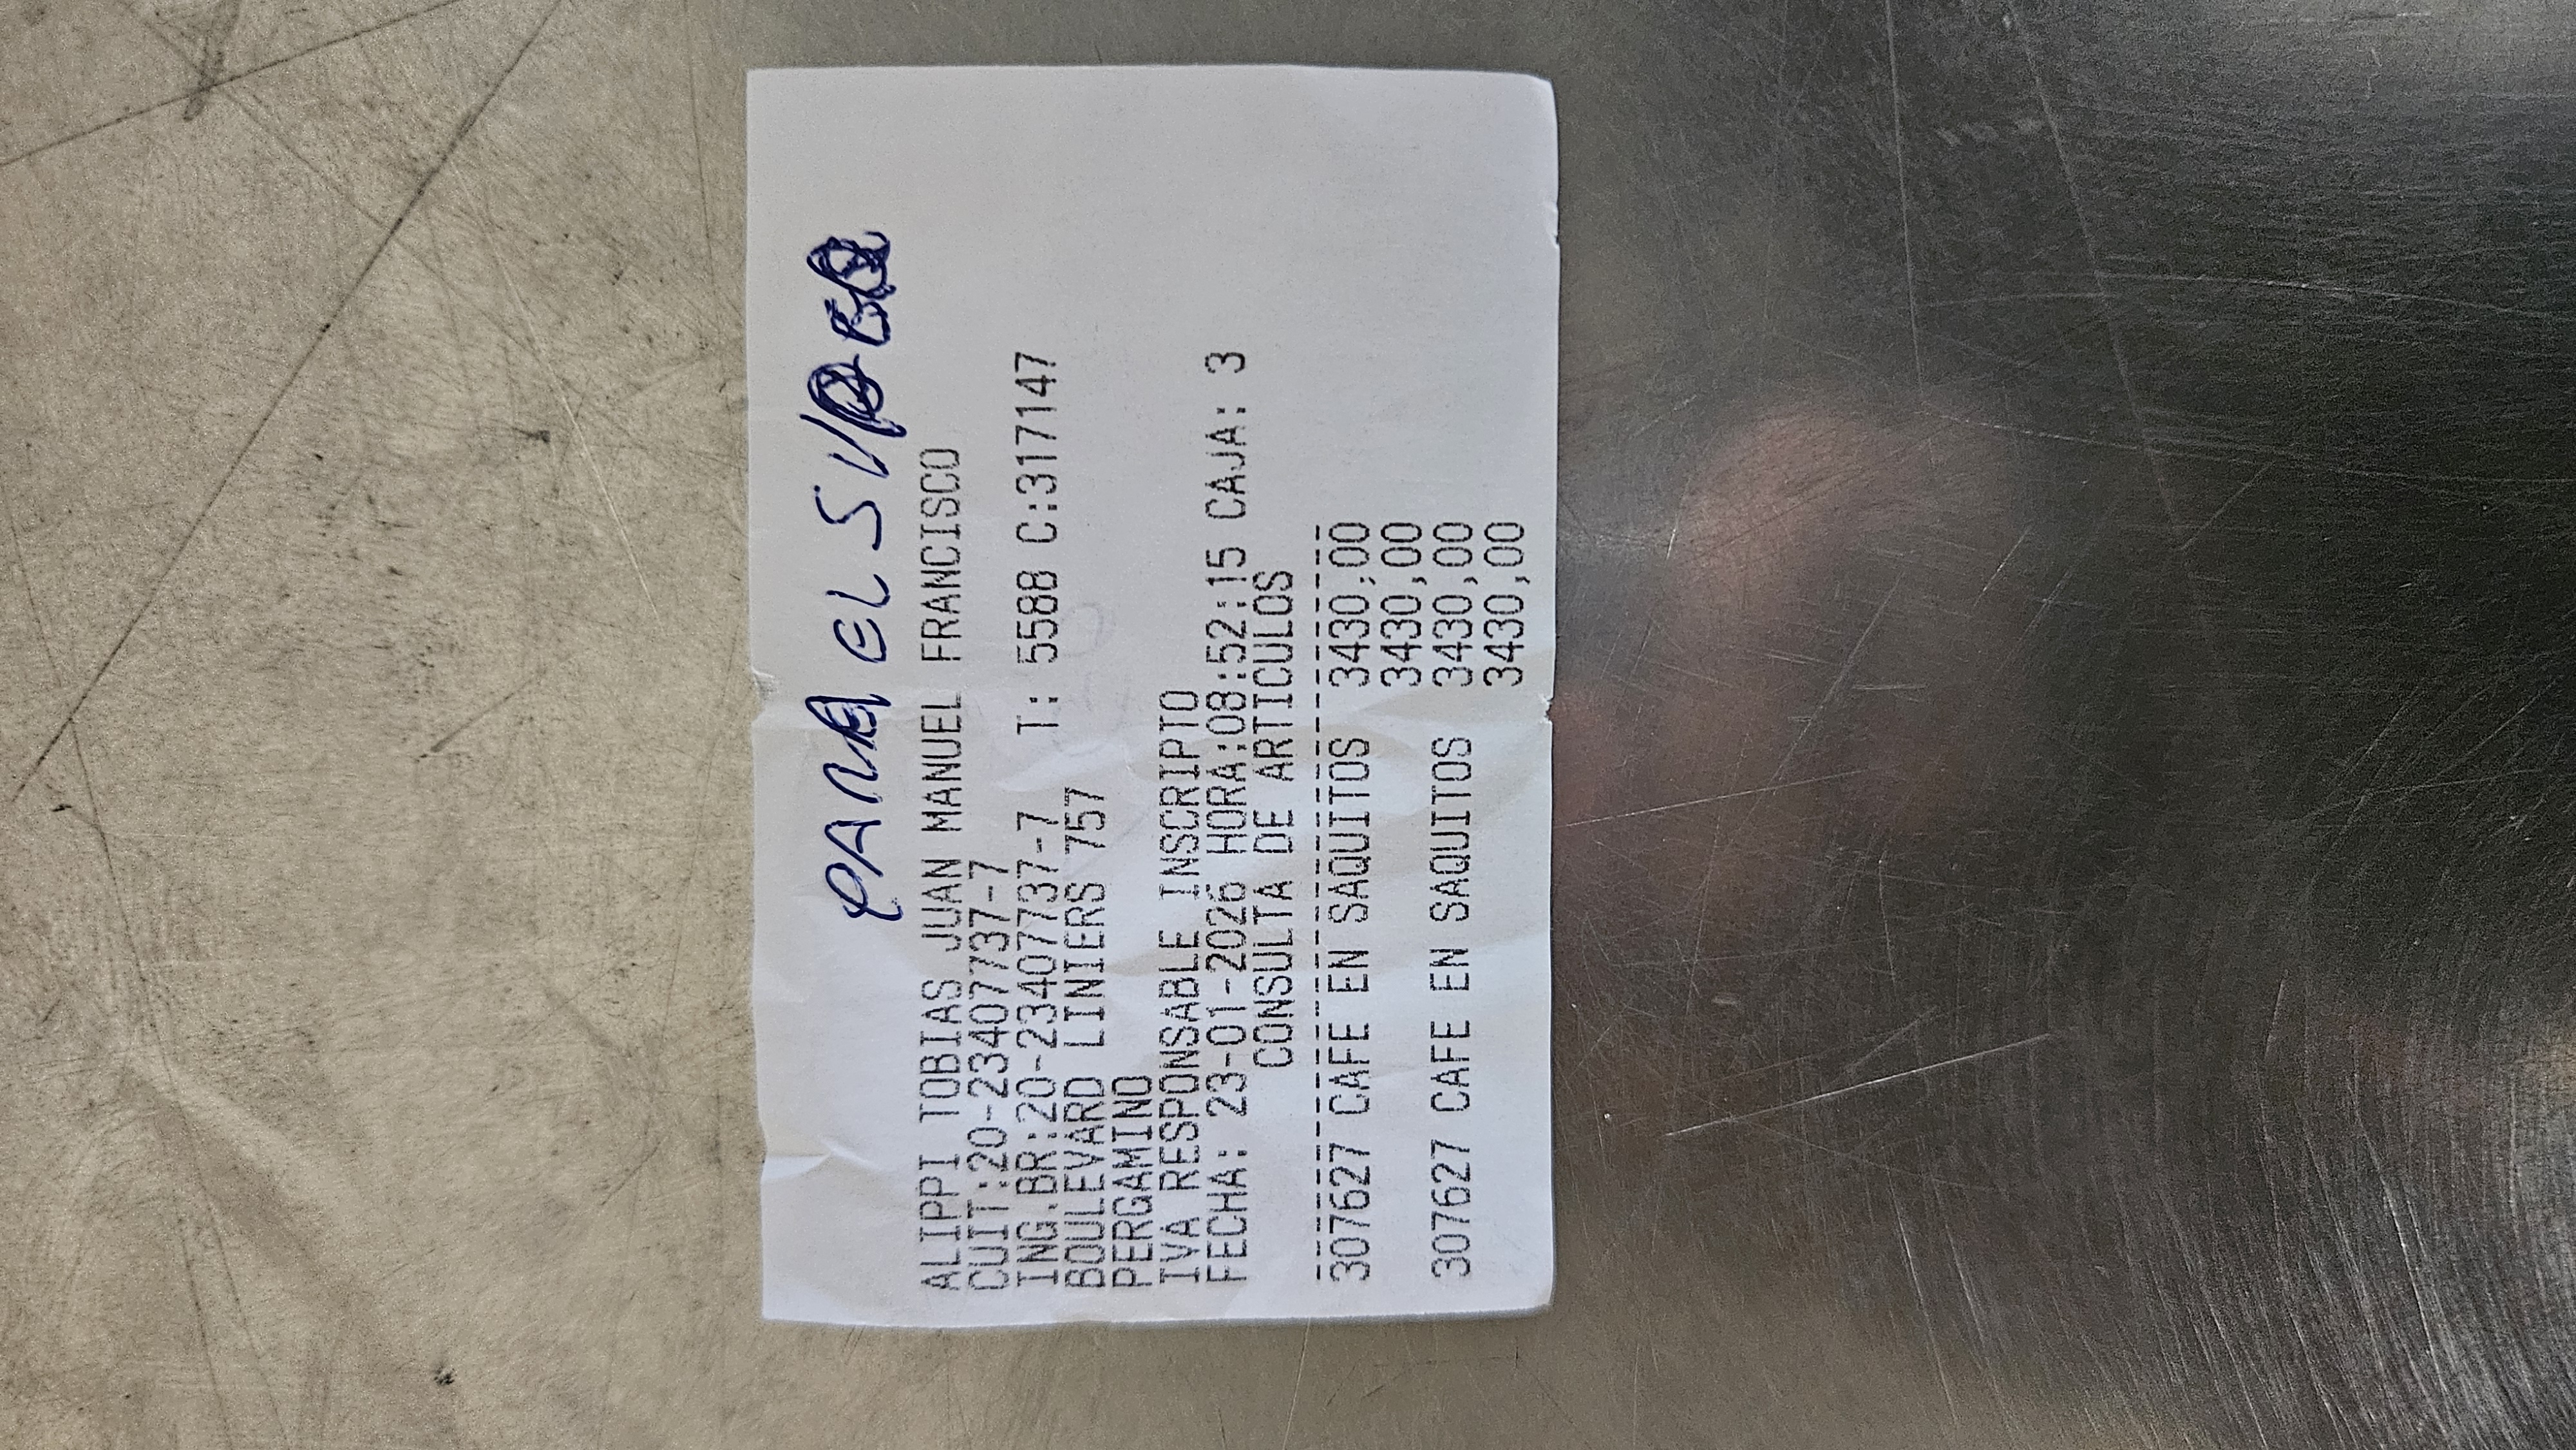 PARA EL SUPER
ALIPPI TOBIAS JUAN MANUEL FRANCISCO
CUIT:20-23407737-7
ING.BR:20-23407737-7 T: 5588 C:317147
BOULEVARD LINIERS 757
PERGAMINO
IVA RESPONSABLE INSCRIPTO
FECHA: 23-01-2026 HORA:08:52:15 CAJA: 3
CONSULTA DE ARTICULOS
307627 CAFE EN SAQUITOS 3430,00
3430,00
307627 CAFE EN SAQUITOS 3430,00
3430,00